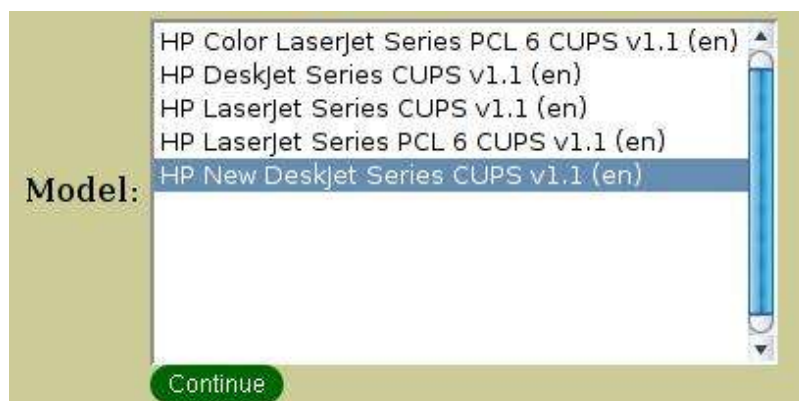 HP Color LaserJet Series PCL 6 CUPS v1.1 (en)
HP DeskJet Series CUPS v1.1 (en)
HP LaserJet Series CUPS v1.1 (en)
HP LaserJet Series PCL 6 CUPS v1.1 (en)
HP New DeskJet Series CUPS v1.1 (en)
Model:
Continue